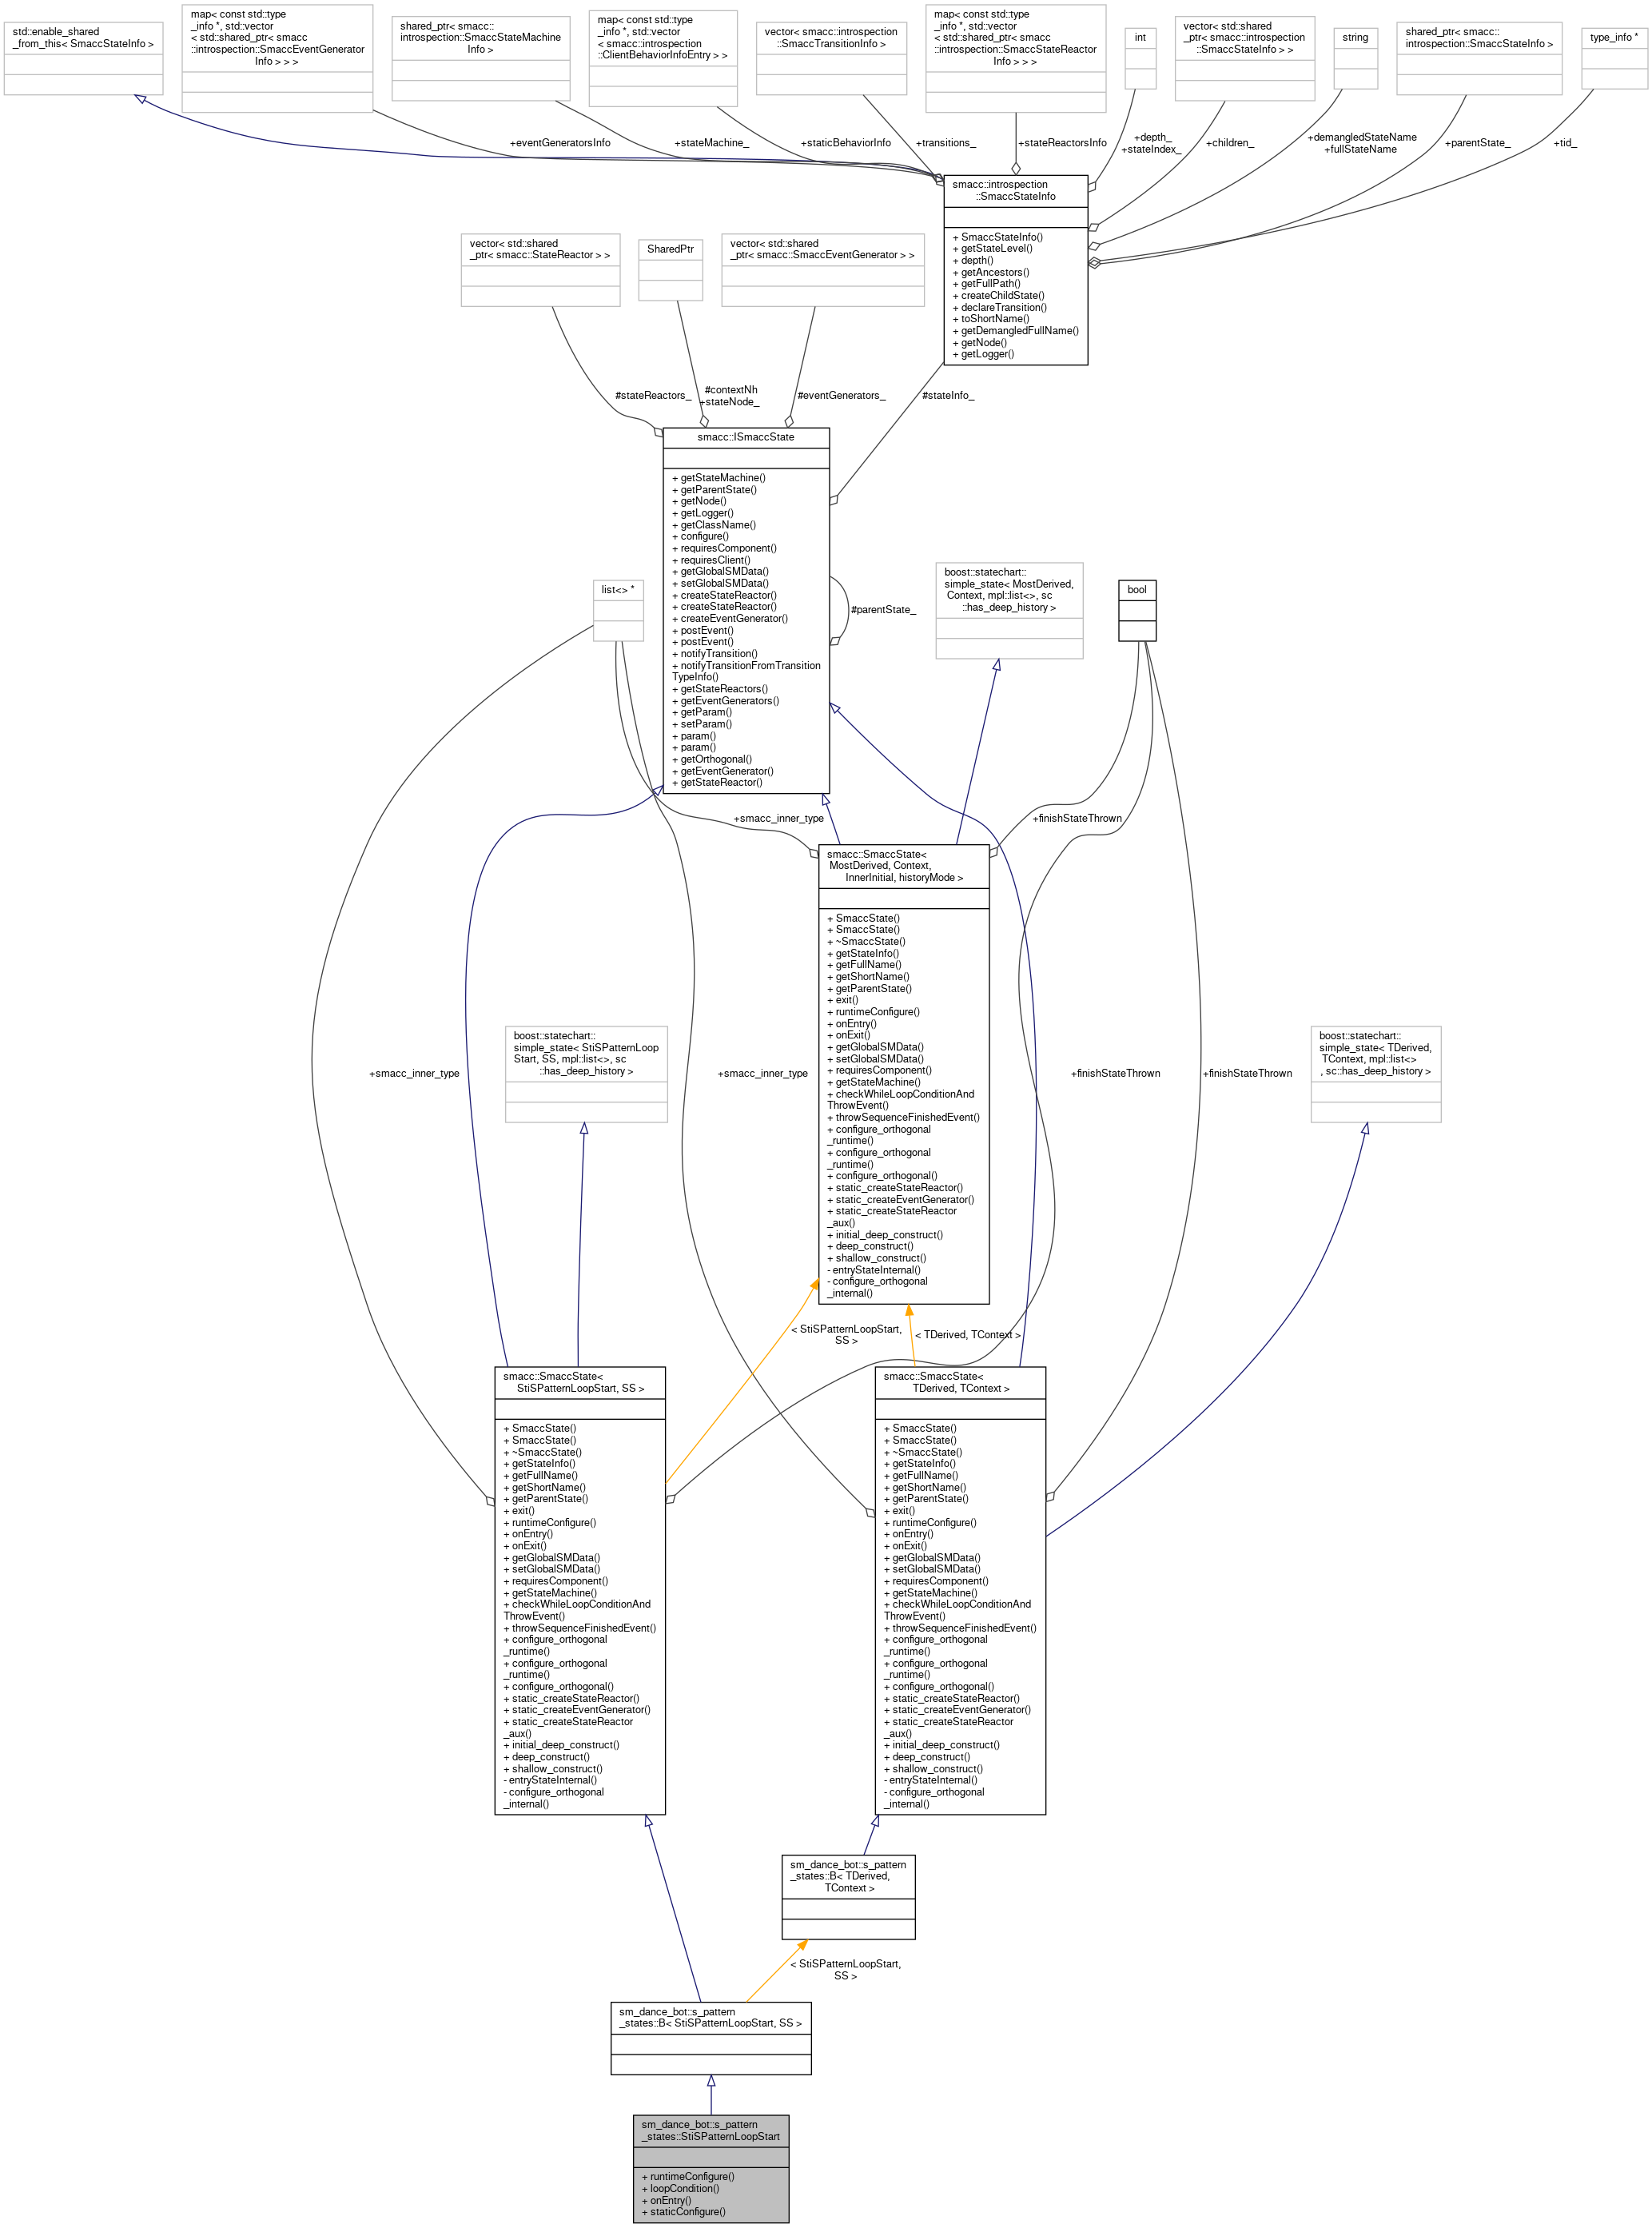 std::enable_shared
_from_this< SmaccStateInfo >
map< const std::type
_info *, std::vector
< std::shared_ptr< smacc
::introspection::SmaccEventGenerator
Info > > >
shared_ptr< smacc::
introspection::SmaccStateMachine
Info >
map< const std::type
_info *, std::vector
< smacc::introspection
::ClientBehaviorInfoEntry > >
vector< smacc::introspection
::SmaccTransitionInfo >
map< const std::type
_info *, std::vector
< std::shared_ptr< smacc
::introspection::SmaccStateReactor
Info > > >
int
vector< std::shared
_ptr< smacc::introspection
::SmaccStateInfo > >
string
shared_ptr< smacc::
introspection::SmaccStateInfo >
type_info *
+eventGeneratorsInfo
+stateMachine_
+staticBehaviorInfo
+transitions_
+stateReactorsInfo
+depth_
+stateIndex_
+children_
+demangledStateName
+fullStateName
+parentState_
+tid_
smacc::introspection
::SmaccStateInfo
+ SmaccStateInfo()
+ getStateLevel()
+ depth()
+ getAncestors()
+ getFullPath()
+ createChildState()
+ declareTransition()
+ toShortName()
+ getDemangledFullName()
+ getNode()
+ getLogger()
vector< std::shared
_ptr< smacc::StateReactor > >
SharedPtr
vector< std::shared
_ptr< smacc::SmaccEventGenerator > >
#stateReactors_
#contextNh
+stateNode_
#eventGenerators_
#stateInfo_
smacc::ISmaccState
+ getStateMachine()
+ getParentState()
+ getNode()
+ getLogger()
+ getClassName()
+ configure()
+ requiresComponent()
+ requiresClient()
+ getGlobalSMData()
+ setGlobalSMData()
+ createStateReactor()
+ createStateReactor()
+ createEventGenerator()
+ postEvent()
+ postEvent()
+ notifyTransition()
+ notifyTransitionFromTransition
TypeInfo()
+ getStateReactors()
+ getEventGenerators()
+ getParam()
+ setParam()
+ param()
+ param()
+ getOrthogonal()
+ getEventGenerator()
+ getStateReactor()
#parentState_
list<> *
boost::statechart::
simple_state< MostDerived,
Context, mpl::list<>, sc
::has_deep_history >
bool
+smacc_inner_type
+finishStateThrown
smacc::SmaccState<
MostDerived, Context,
InnerInitial, historyMode >
+ SmaccState()
+ SmaccState()
+ ~SmaccState()
+ getStateInfo()
+ getFullName()
+ getShortName()
+ getParentState()
+ exit()
+ runtimeConfigure()
+ onEntry()
+ onExit()
+ getGlobalSMData()
+ setGlobalSMData()
+ requiresComponent()
+ getStateMachine()
+ checkWhileLoopConditionAnd
ThrowEvent()
+ throwSequenceFinishedEvent()
+ configure_orthogonal
_runtime()
+ configure_orthogonal
_runtime()
+ configure_orthogonal()
+ static_createStateReactor()
+ static_createEventGenerator()
+ static_createStateReactor
_aux()
+ initial_deep_construct()
+ deep_construct()
+ shallow_construct()
- entryStateInternal()
- configure_orthogonal
_internal()
boost::statechart::
simple_state< StiSPatternLoop
Start, SS, mpl::list<>, sc
::has_deep_history >
boost::statechart::
simple_state< TDerived,
TContext, mpl::list<>
, sc::has_deep_history >
+smacc_inner_type
+smacc_inner_type
+finishStateThrown
+finishStateThrown
< StiSPatternLoopStart,
SS >
< TDerived, TContext >
smacc::SmaccState<
StiSPatternLoopStart, SS >
+ SmaccState()
+ SmaccState()
+ ~SmaccState()
+ getStateInfo()
+ getFullName()
+ getShortName()
+ getParentState()
+ exit()
+ runtimeConfigure()
+ onEntry()
+ onExit()
+ getGlobalSMData()
+ setGlobalSMData()
+ requiresComponent()
+ getStateMachine()
+ checkWhileLoopConditionAnd
ThrowEvent()
+ throwSequenceFinishedEvent()
+ configure_orthogonal
_runtime()
+ configure_orthogonal
_runtime()
+ configure_orthogonal()
+ static_createStateReactor()
+ static_createEventGenerator()
+ static_createStateReactor
_aux()
+ initial_deep_construct()
+ deep_construct()
+ shallow_construct()
- entryStateInternal()
- configure_orthogonal
_internal()
smacc::SmaccState<
TDerived, TContext >
+ SmaccState()
+ SmaccState()
+ ~SmaccState()
+ getStateInfo()
+ getFullName()
+ getShortName()
+ getParentState()
+ exit()
+ runtimeConfigure()
+ onEntry()
+ onExit()
+ getGlobalSMData()
+ setGlobalSMData()
+ requiresComponent()
+ getStateMachine()
+ checkWhileLoopConditionAnd
ThrowEvent()
+ throwSequenceFinishedEvent()
+ configure_orthogonal
_runtime()
+ configure_orthogonal
_runtime()
+ configure_orthogonal()
+ static_createStateReactor()
+ static_createEventGenerator()
+ static_createStateReactor
_aux()
+ initial_deep_construct()
+ deep_construct()
+ shallow_construct()
- entryStateInternal()
- configure_orthogonal
_internal()
sm_dance_bot::s_pattern
_states::B< TDerived,
TContext >
< StiSPatternLoopStart,
SS >
sm_dance_bot::s_pattern
_states::B< StiSPatternLoopStart, SS >
sm_dance_bot::s_pattern
_states::StiSPatternLoopStart
+ runtimeConfigure()
+ loopCondition()
+ onEntry()
+ staticConfigure()